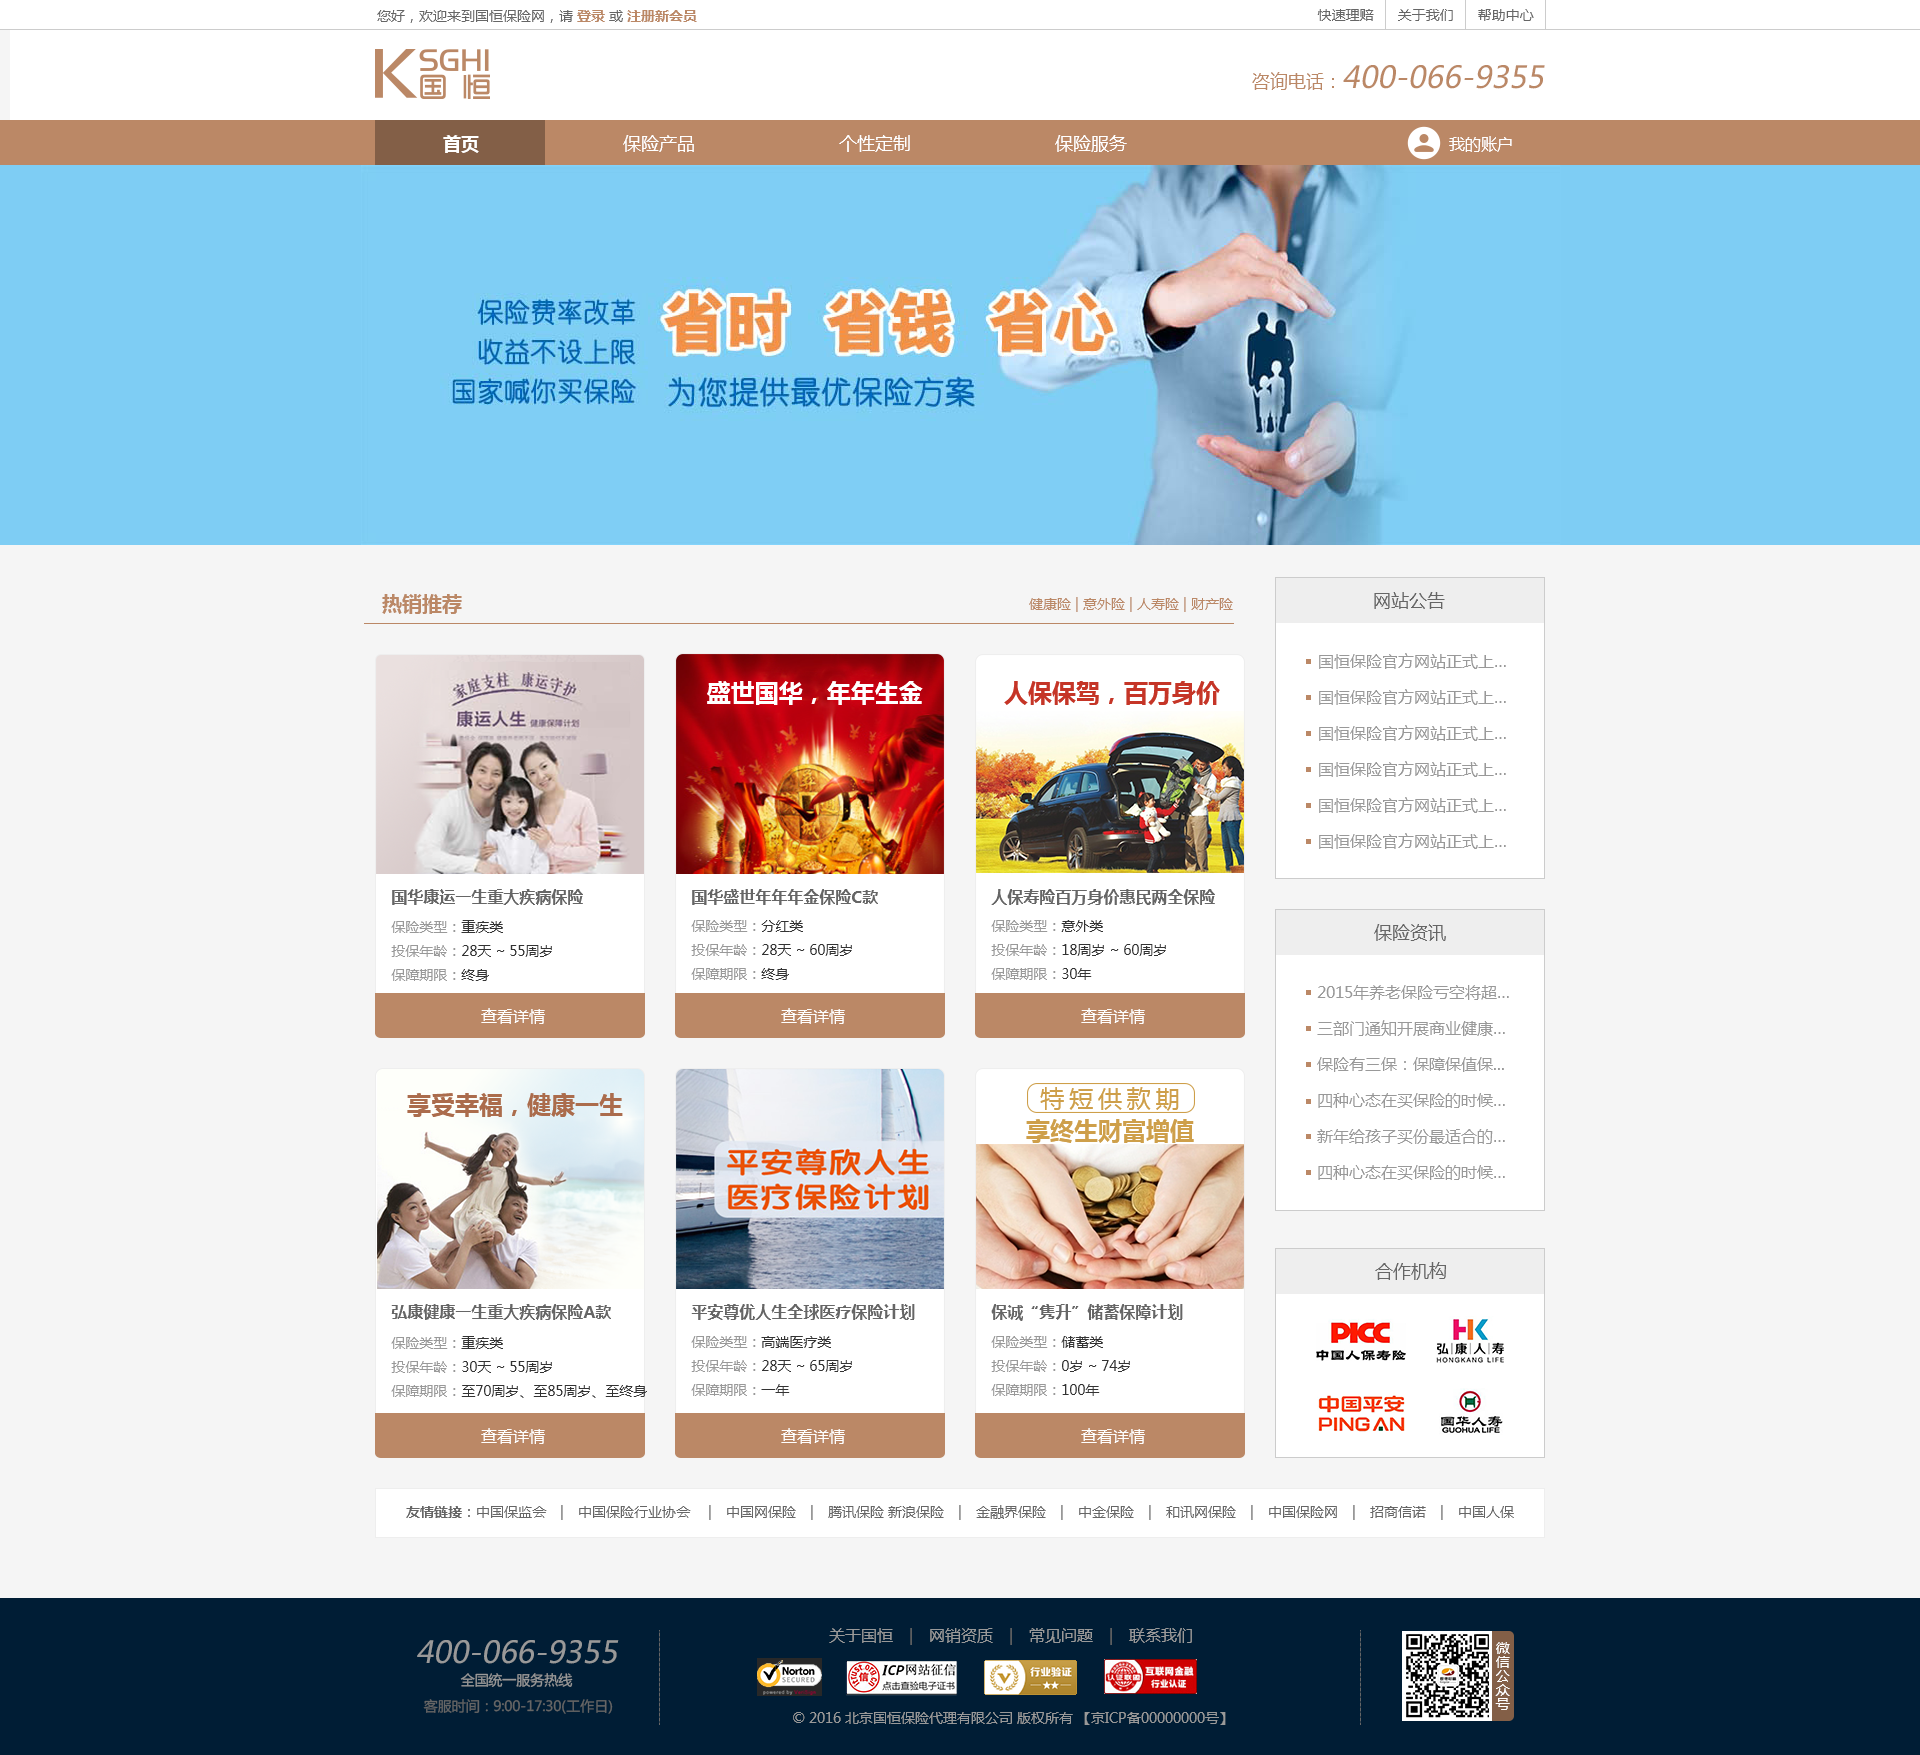 您好，欢迎来到国恒保险网，请 登录 或 注册新会员
快速理赔 关于我们 帮助中心
KSGHI
国恒
咨询电话：400-066-9355
首页 保险产品 个性定制 保险服务 我的账户
保险费率改革
收益不设上限
国家喊你买保险
省时 省钱 省心
为您提供最优保险方案
热销推荐
健康险 | 意外险 | 人寿险 | 财产险
家庭支柱 康运守护
康运人生 健康保障计划
国华康运一生重大疾病保险
保险类型：重疾类
投保年龄：28天 ~ 55周岁
保障期限：终身
查看详情
盛世国华，年年生金
国华盛世年年年金保险C款
保险类型：分红类
投保年龄：28天 ~ 60周岁
保障期限：终身
查看详情
人保保驾，百万身价
人保寿险百万身价惠民两全保险
保险类型：意外类
投保年龄：18周岁 ~ 60周岁
保障期限：30年
查看详情
享受幸福，健康一生
弘康健康一生重大疾病保险A款
保险类型：重疾类
投保年龄：30天 ~ 55周岁
保障期限：至70周岁、至85周岁、至终身
查看详情
平安尊欣人生
医疗保险计划
平安尊优人生全球医疗保险计划
保险类型：高端医疗类
投保年龄：28天 ~ 65周岁
保障期限：一年
查看详情
特短供款期
享终生财富增值
保诚“隽升”储蓄保障计划
保险类型：储蓄类
投保年龄：0岁 ~ 74岁
保障期限：100年
查看详情
网站公告
国恒保险官方网站正式上...
国恒保险官方网站正式上...
国恒保险官方网站正式上...
国恒保险官方网站正式上...
国恒保险官方网站正式上...
国恒保险官方网站正式上...
保险资讯
2015年养老保险亏空将超...
三部门通知开展商业健康...
保险有三保：保障保值保...
四种心态在买保险的时候...
新年给孩子买份最适合的...
四种心态在买保险的时候...
合作机构
PICC
中国人保寿险
HK
弘|康|人|寿
HONGKANG LIFE
中国平安
PING AN
国华人寿
GUOHUA LIFE
友情链接：中国保监会 | 中国保险行业协会 | 中国网保险 | 腾讯保险 新浪保险 | 金融界保险 | 中金保险 | 和讯网保险 | 中国保险网 | 招商信诺 | 中国人保
400-066-9355
全国统一服务热线
客服时间：9:00-17:30(工作日)
关于国恒 | 网销资质 | 常见问题 | 联系我们
Norton
SECURED
ICP网站征信
点击查验电子证书
行业验证
互联网金融
行业认证
© 2016 北京国恒保险代理有限公司 版权所有 【京ICP备00000000号】
微信公众号